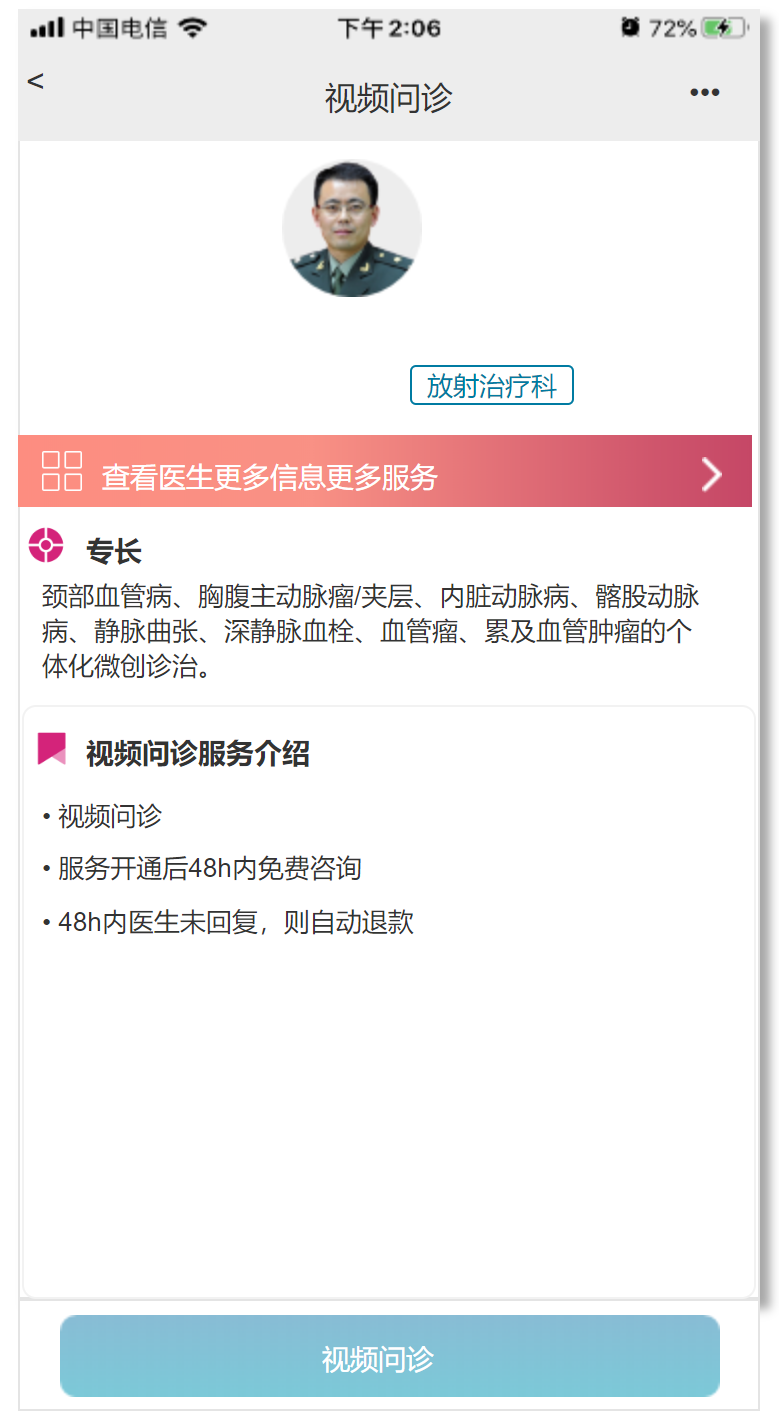 中国电信 下午 2:06 72%
<
视频问诊
•••
放射治疗科
查看医生更多信息更多服务
专长
颈部血管病、胸腹主动脉瘤/夹层、内脏动脉病、髂股动脉
病、静脉曲张、深静脉血栓、血管瘤、累及血管肿瘤的个
体化微创诊治。
视频问诊服务介绍
• 视频问诊
• 服务开通后48h内免费咨询
• 48h内医生未回复，则自动退款
视频问诊